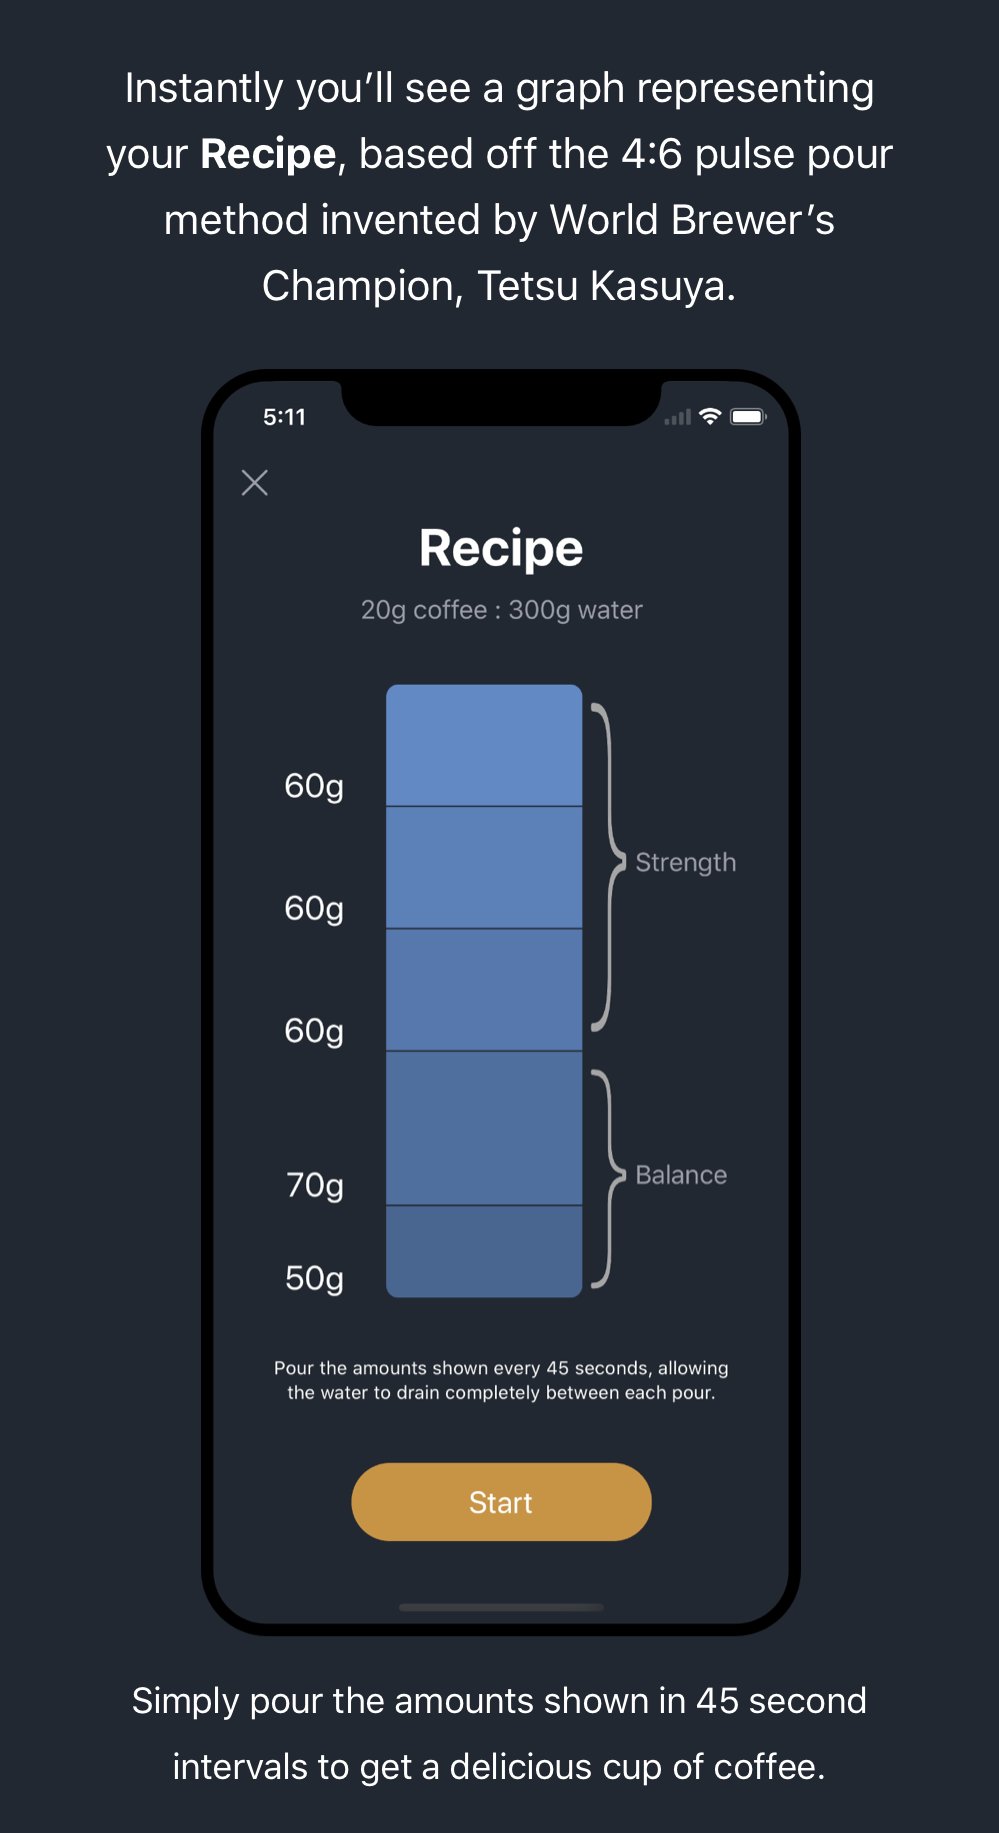 Instantly you’ll see a graph representing
your Recipe, based off the 4:6 pulse pour
method invented by World Brewer’s
Champion, Tetsu Kasuya.
5:11
Recipe
20g coffee : 300g water
60g
60g
Strength
60g
70g
Balance
50g
Pour the amounts shown every 45 seconds, allowing
the water to drain completely between each pour.
Start
Simply pour the amounts shown in 45 second
intervals to get a delicious cup of coffee.